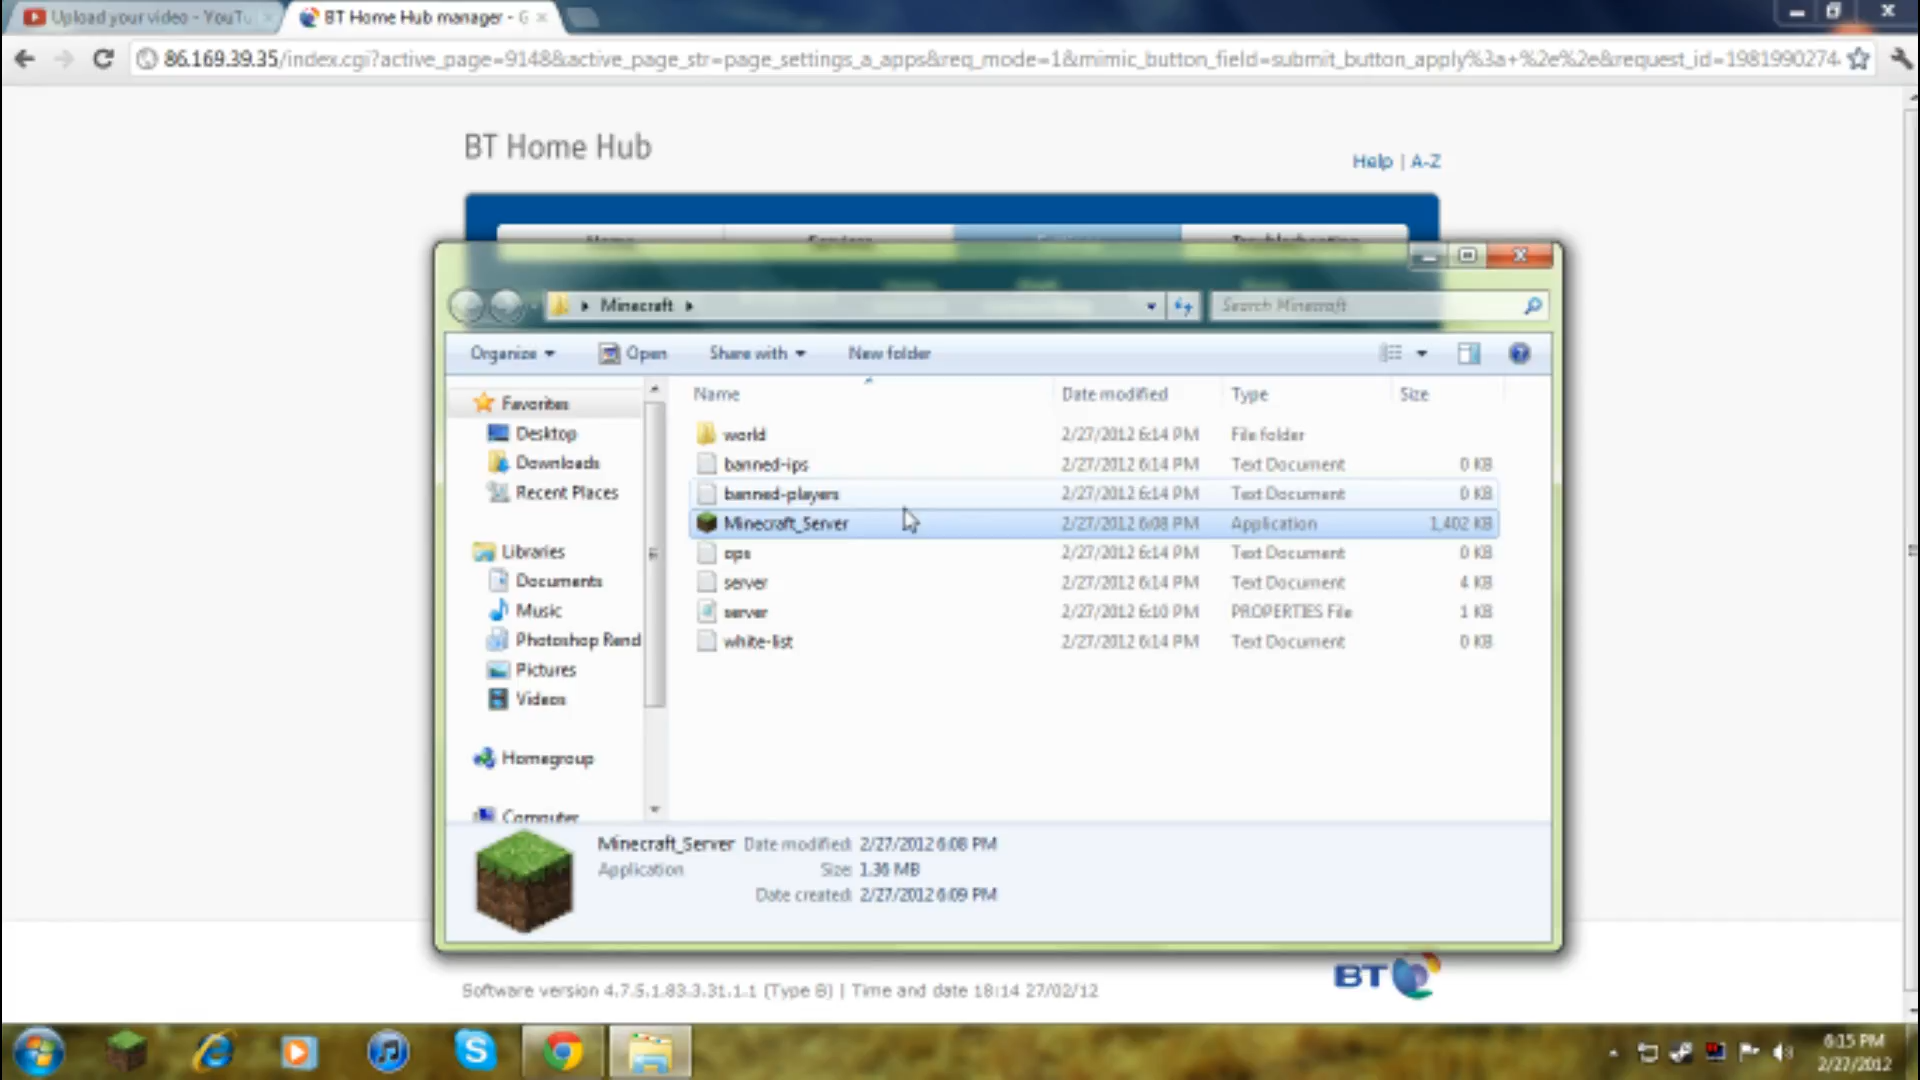 Upload your video - YouTu
BT Home Hub manager - G
86.169.39.35/index.cgi?active_page=9148&active_page_str=page_settings_a_apps&req_mode=1&mimic_button_field=submit_button_apply%3a+%2e%2e&request_id=1981990274
BT Home Hub
Help | A-Z
Home Services Troubleshooting
Minecraft
Search Minecraft
Organize Open Share with New folder
Name Date modified Type Size
Favorites
Desktop
Downloads
Recent Places
Libraries
Documents
Music
Photoshop Rend
Pictures
Videos
Homegroup
Computer
world 2/27/2012 6:14 PM File folder
banned-ips 2/27/2012 6:14 PM Text Document 0 KB
banned-players 2/27/2012 6:14 PM Text Document 0 KB
Minecraft_Server 2/27/2012 6:08 PM Application 1,402 KB
ops 2/27/2012 6:14 PM Text Document 0 KB
server 2/27/2012 6:14 PM Text Document 4 KB
server 2/27/2012 6:10 PM PROPERTIES File 1 KB
white-list 2/27/2012 6:14 PM Text Document 0 KB
Minecraft_Server Date modified: 2/27/2012 6:08 PM
Application Size: 1.36 MB
Date created: 2/27/2012 6:09 PM
BT
Software version 4.7.5.1.83.3.31.1.1 (Type B) | Time and date 18:14 27/02/12
6:15 PM
2/27/2012